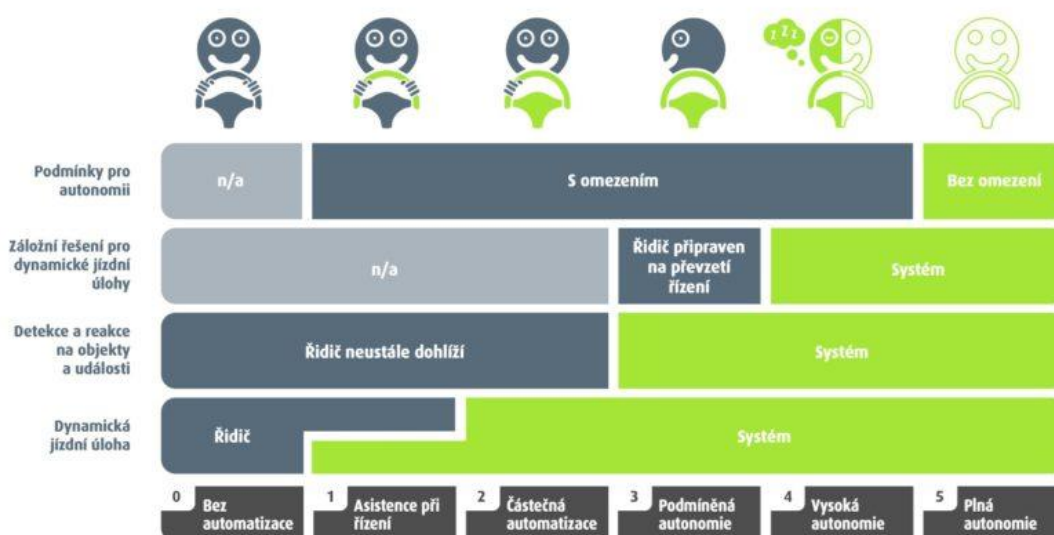 z z z
Podmínky pro
autonomii
n/a
S omezením
Bez omezení
Záložní řešení pro
dynamické jízdní
úlohy
n/a
Řidič připraven
na převzetí
řízení
Systém
Detekce a reakce
na objekty
a události
Řidič neustále dohlíží
Systém
Dynamická
jízdní úloha
Řidič
Systém
0
Bez
automatizace
1
Asistence při
řízení
2
Částečná
automatizace
3
Podmíněná
autonomie
4
Vysoká
autonomie
5
Plná
autonomie